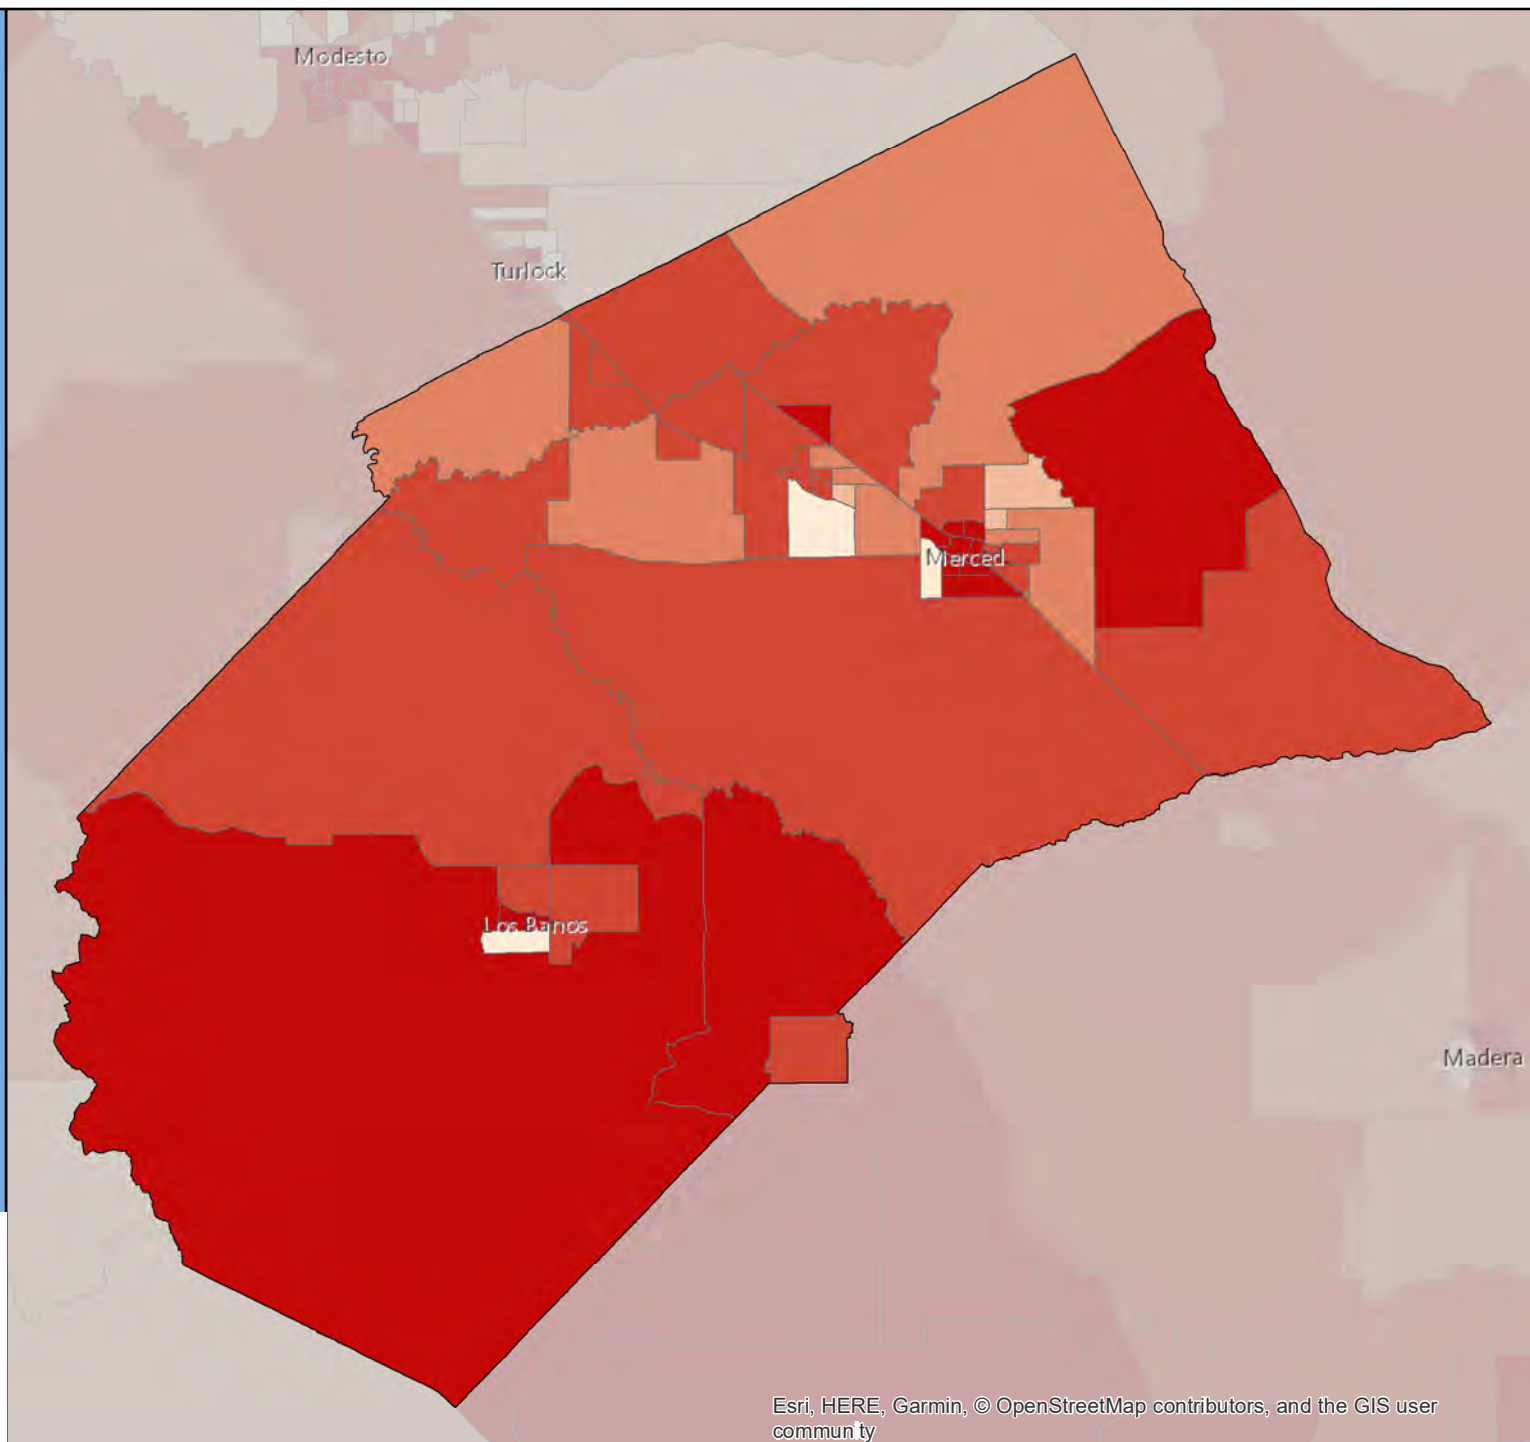 Modesto
Turlock
Merced
Los Banos
Madera
Esri, HERE, Garmin, © OpenStreetMap contributors, and the GIS user
community